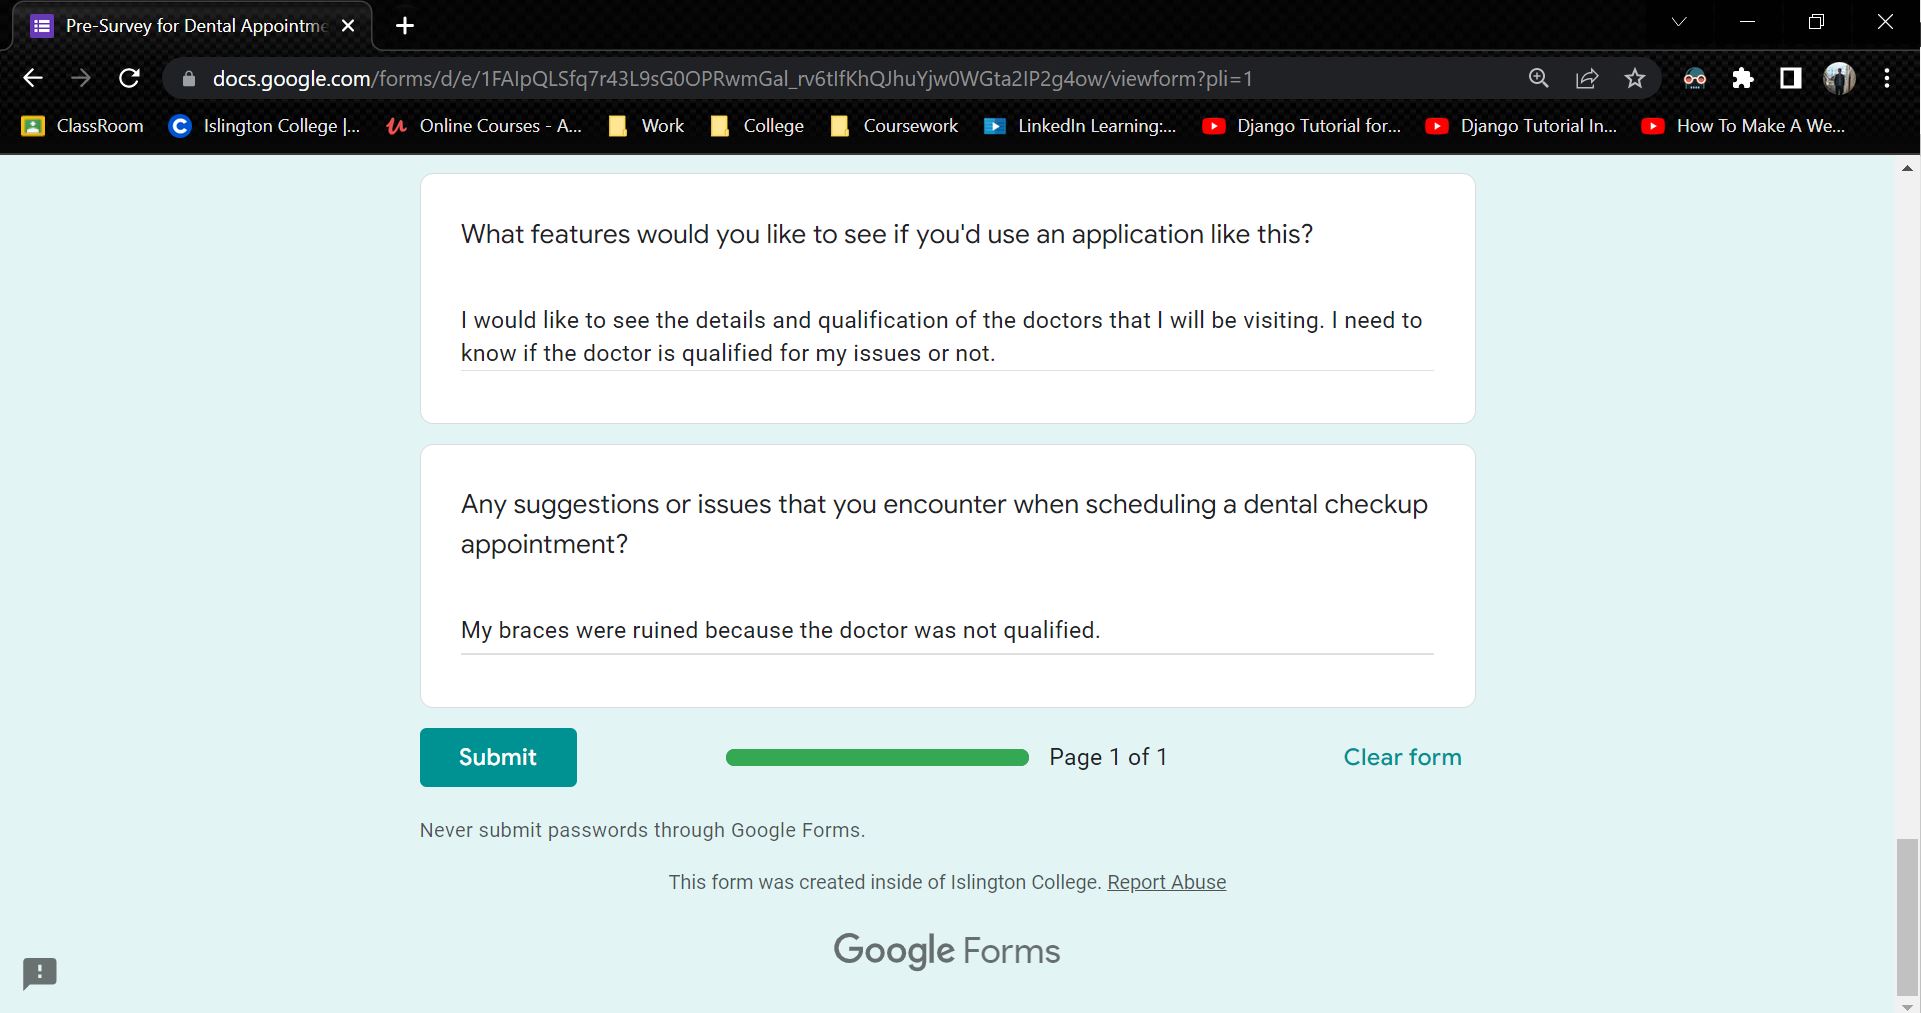 Pre-Survey for Dental Appointme
docs.google.com/forms/d/e/1FAIpQLSfq7r43L9sG0OPRwmGal_rv6tIfKhQJhuYjw0WGta2IP2g4ow/viewform?pli=1
ClassRoom
Islington College |...
Online Courses - A...
Work
College
Coursework
LinkedIn Learning:...
Django Tutorial for...
Django Tutorial In...
How To Make A We...
What features would you like to see if you'd use an application like this?
I would like to see the details and qualification of the doctors that I will be visiting. I need to
know if the doctor is qualified for my issues or not.
Any suggestions or issues that you encounter when scheduling a dental checkup
appointment?
My braces were ruined because the doctor was not qualified.
Submit
Page 1 of 1
Clear form
Never submit passwords through Google Forms.
This form was created inside of Islington College. Report Abuse
Google Forms